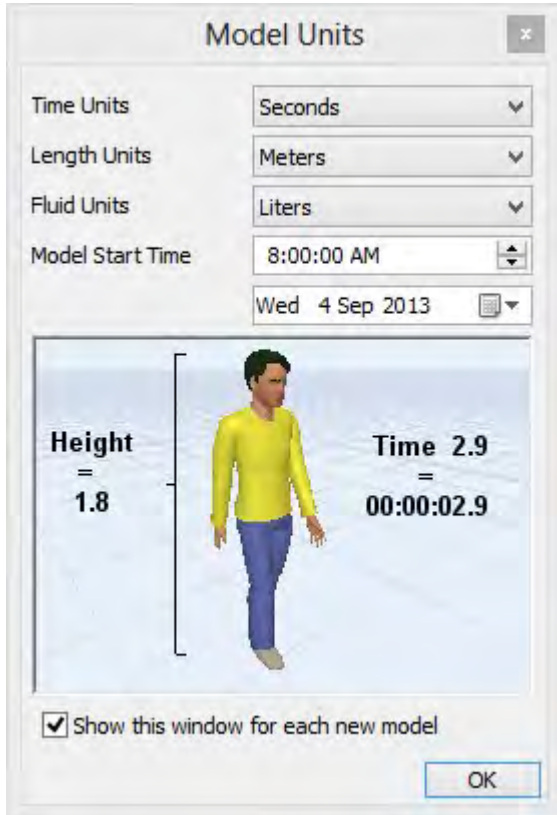 Model Units
x
Time Units Seconds
Length Units Meters
Fluid Units Liters
Model Start Time 8:00:00 AM
Wed 4 Sep 2013
Height
=
1.8
Time 2.9
=
00:00:02.9
Show this window for each new model
OK